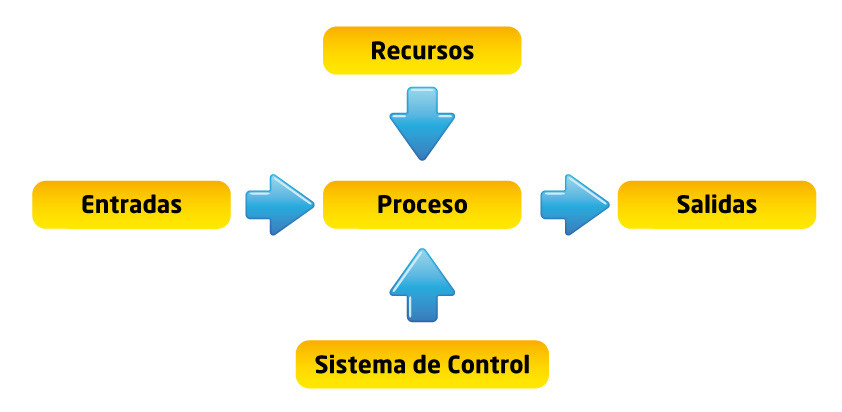 Recursos
Entradas
Proceso
Salidas
Sistema de Control